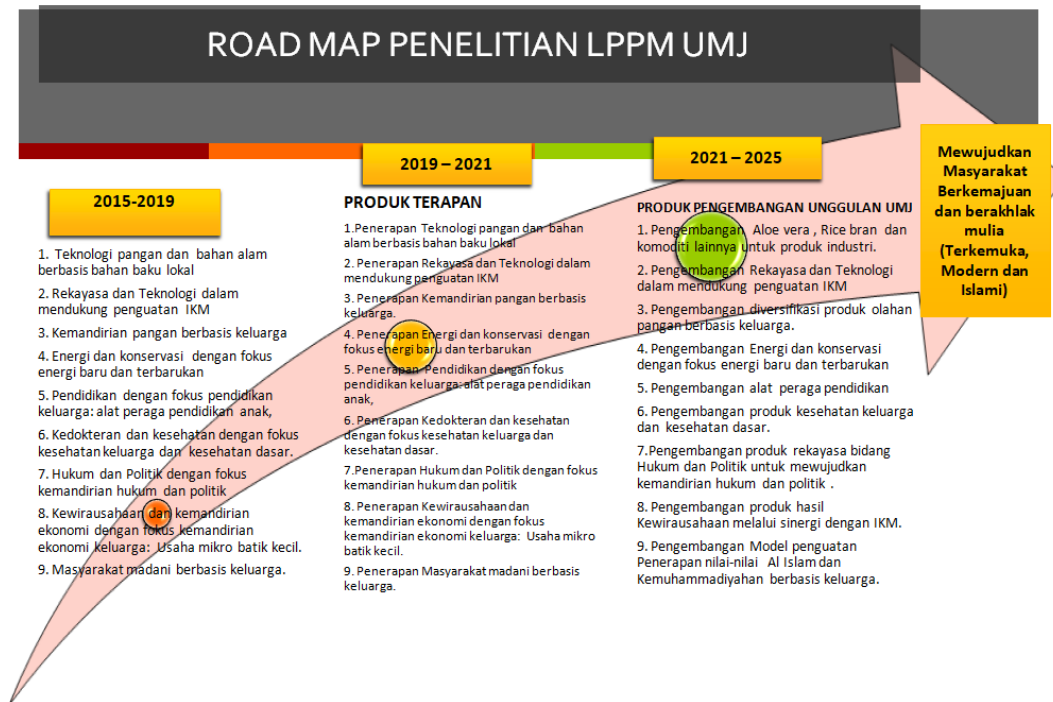 ROAD MAP PENELITIAN LPPM UMJ
2015-2019
1. Teknologi pangan dan bahan alam
berbasis bahan baku lokal
2. Rekayasa dan Teknologi dalam
mendukung penguatan IKM
3. Kemandirian pangan berbasis keluarga
4. Energi dan konservasi dengan fokus
energi baru dan terbarukan
5. Pendidikan dengan fokus pendidikan
keluarga: alat peraga pendidikan anak,
6. Kedokteran dan kesehatan dengan fokus
kesehatan keluarga dan kesehatan dasar.
7. Hukum dan Politik dengan fokus
kemandirian hukum dan politik
8. Kewirausahaan dan kemandirian
ekonomi dengan fokus kemandirian
ekonomi keluarga: Usaha mikro batik kecil.
9. Masyarakat madani berbasis keluarga.
2019 – 2021
PRODUK TERAPAN
1.Penerapan Teknologi pangan dan bahan
alam berbasis bahan baku lokal
2. Penerapan Rekayasa dan Teknologi dalam
mendukung penguatan IKM
3. Penerapan Kemandirian pangan berbasis
keluarga.
4 Penerapan Energi dan konservasi dengan
fokus energi baru dan terbarukan
5. Penerapan Pendidikan dengan fokus
pendidikan keluarga: alat peraga pendidikan
anak,
6. Penerapan Kedokteran dan kesehatan
dengan fokus kesehatan keluarga dan
kesehatan dasar.
7.Penerapan Hukum dan Politik dengan fokus
kemandirian hukum dan politik
8. Penerapan Kewirausahaan dan
kemandirian ekonomi dengan fokus
kemandirian ekonomi keluarga: Usaha mikro
batik kecil.
9. Penerapan Masyarakat madani berbasis
keluarga.
2021 – 2025
PRODUK PENGEMBANGAN UNGGULAN UMJ
1. Pengembangan Aloe vera , Rice bran dan
komoditi lainnya untuk produk industri.
2. Pengembangan Rekayasa dan Teknologi
dalam mendukung penguatan IKM
3. Pengembangan diversifikasi produk olahan
pangan berbasis keluarga.
4. Pengembangan Energi dan konservasi
dengan fokus energi baru dan terbarukan
5. Pengembangan alat peraga pendidikan
6. Pengembangan produk kesehatan keluarga
dan kesehatan dasar.
7.Pengembangan produk rekayasa bidang
Hukum dan Politik untuk mewujudkan
kemandirian hukum dan politik .
8. Pengembangan produk hasil
Kewirausahaan melalui sinergi dengan IKM.
9. Pengembangan Model penguatan
Penerapan nilai-nilai Al Islam dan
Kemuhammadiyahan berbasis keluarga.
Mewujudkan
Masyarakat
Berkemajuan
dan berakhlak
mulia
(Terkemuka,
Modern dan
Islami)